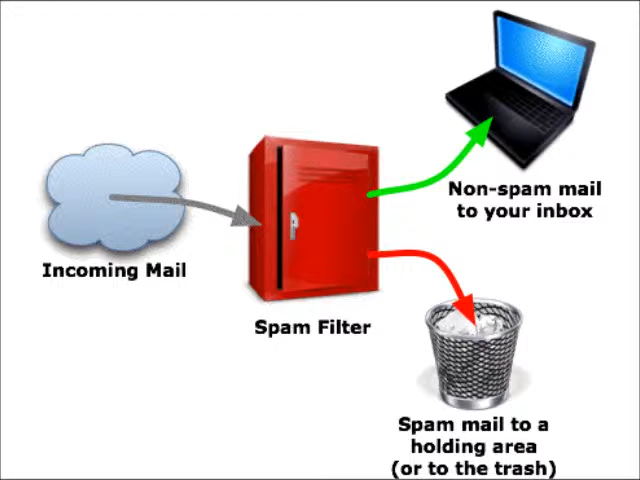 Incoming Mail
Spam Filter
Non-spam mail
to your inbox
Spam mail to a
holding area
(or to the trash)